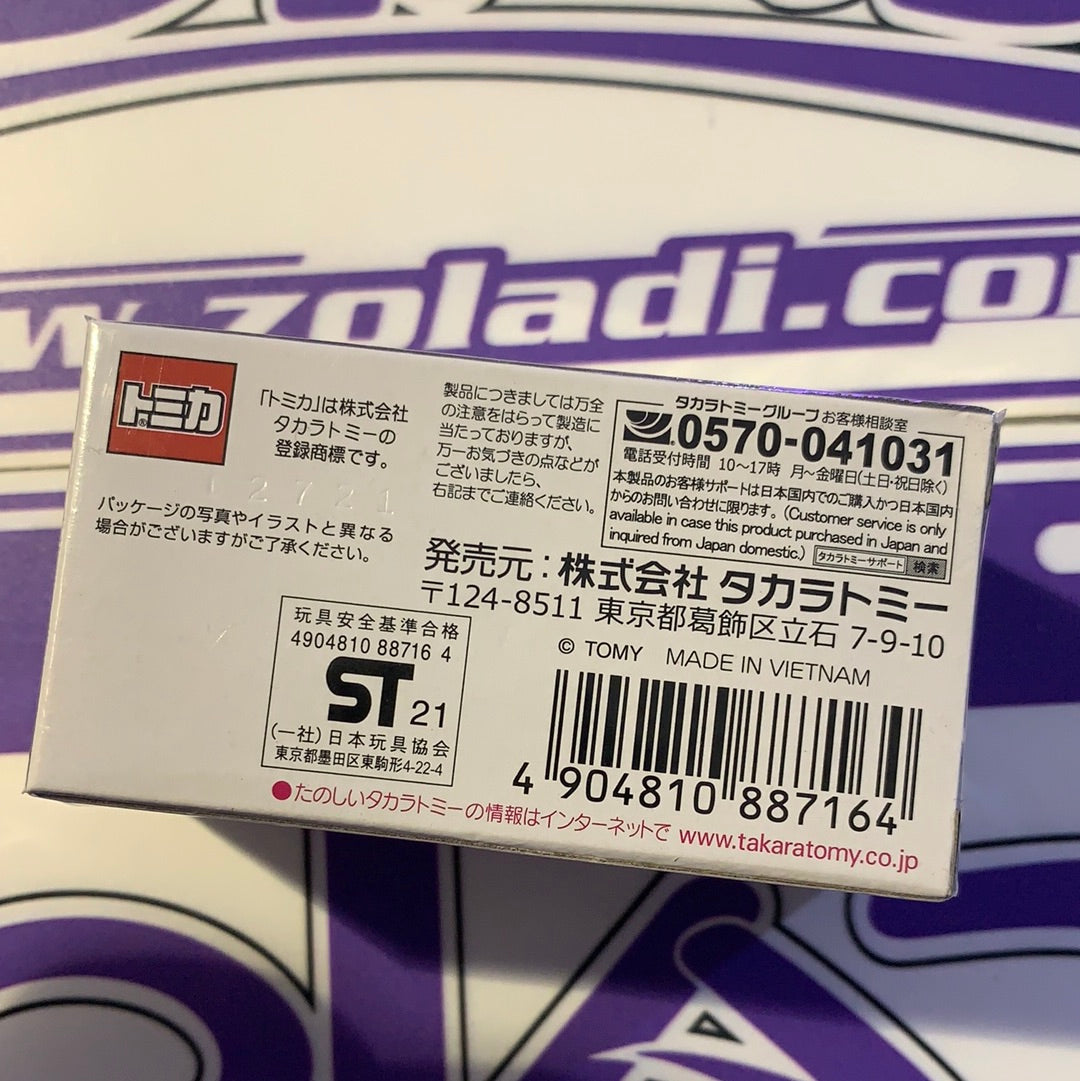 w.zoladi.co
トミカ
®
「トミカ」は株式会社
タカラトミーの
登録商標です。
12721
パッケージの写真やイラストと異なる
場合がございますがご了承ください。
製品につきましては万全
の注意をはらって製造に
当たっておりますが、
万一お気づきの点などが
ございましたら、
右記までご連絡ください。
タカラトミーグループお客様相談室
0570-041031
電話受付時間 10〜17時 月〜金曜日(土日・祝日除く)
本製品のお客様サポートは日本国内でのご購入かつ日本国内
からのお問い合わせに限ります。(Customer service is only
available in case this product purchased in Japan and
inquired from Japan domestic.) タカラトミーサポート 検索
発売元:株式会社 タカラトミー
〒124-8511 東京都葛飾区立石 7-9-10
© TOMY MADE IN VIETNAM
玩具安全基準合格
4904810 88716 4
ST 21
(一社)日本玩具協会
東京都墨田区東駒形4-22-4
4 904810 887164
●たのしいタカラトミーの情報はインターネットで www.takaratomy.co.jp